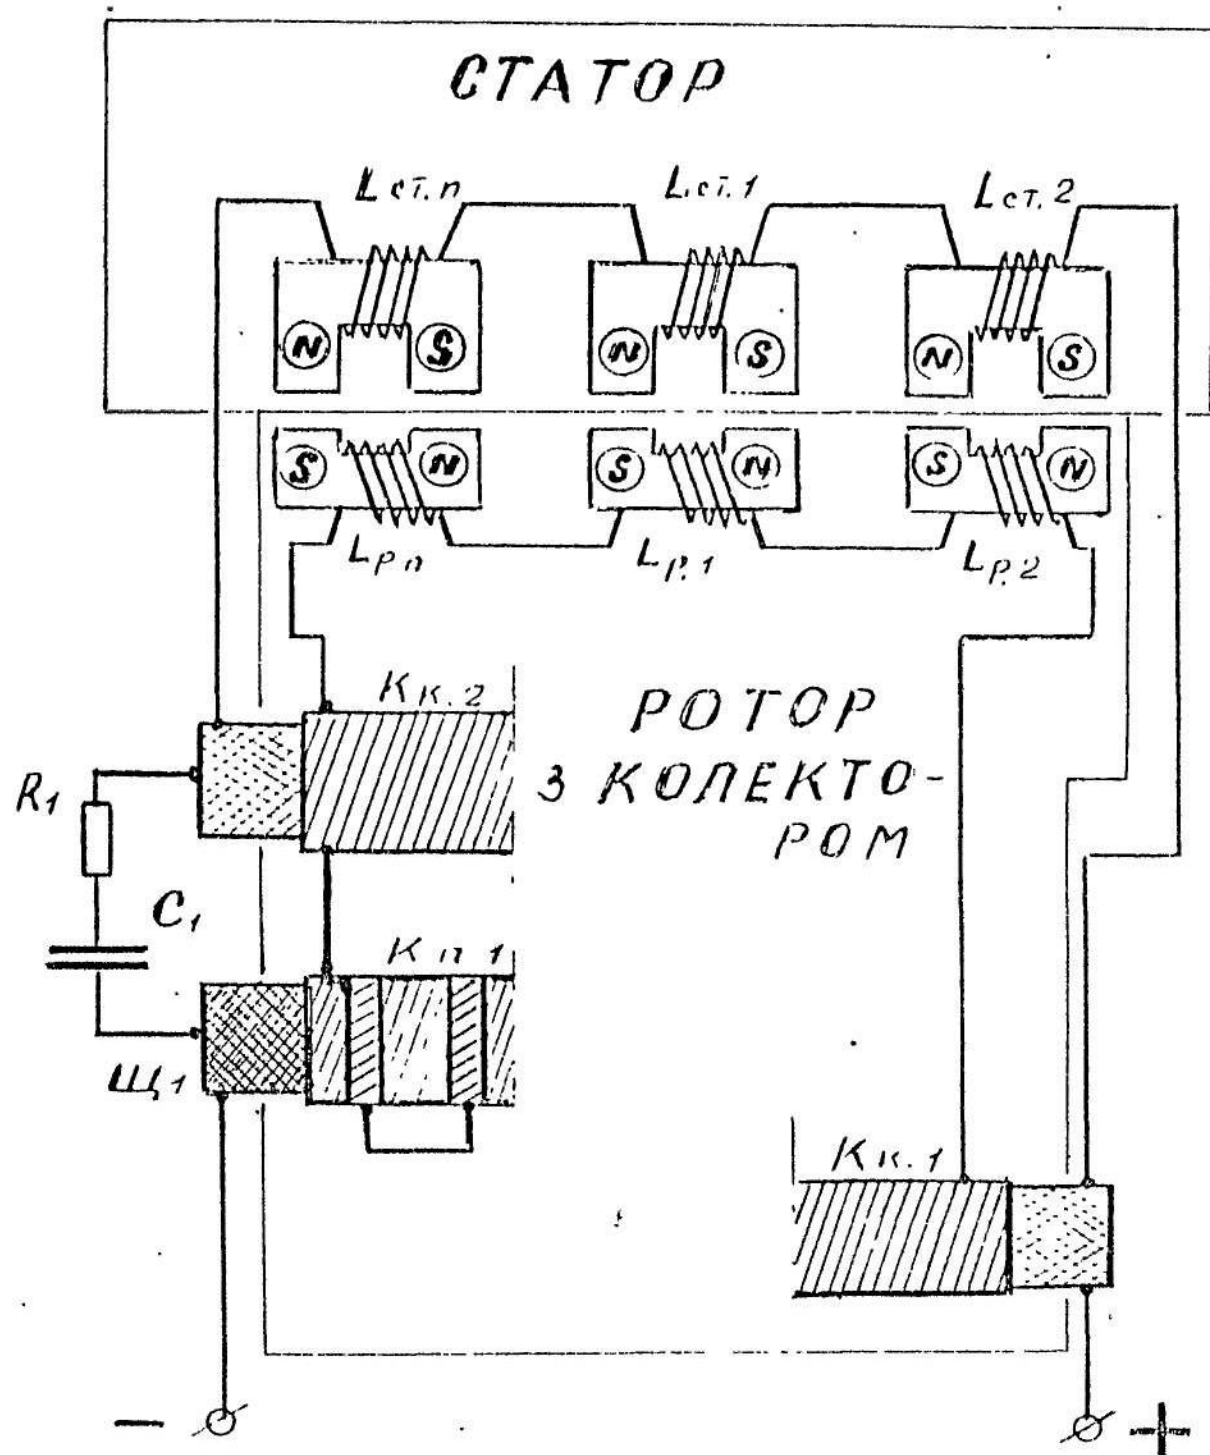 СТАТОР
Lст.n
Lст.1
Lст.2
N
S
N
S
N
S
S
N
S
N
S
N
Lр n
Lр.1
Lр.2
Кк.2
РОТОР
З КОЛЕКТО-
РОМ
R1
C1
Кп 1
Щ1
Кк.1
−
+